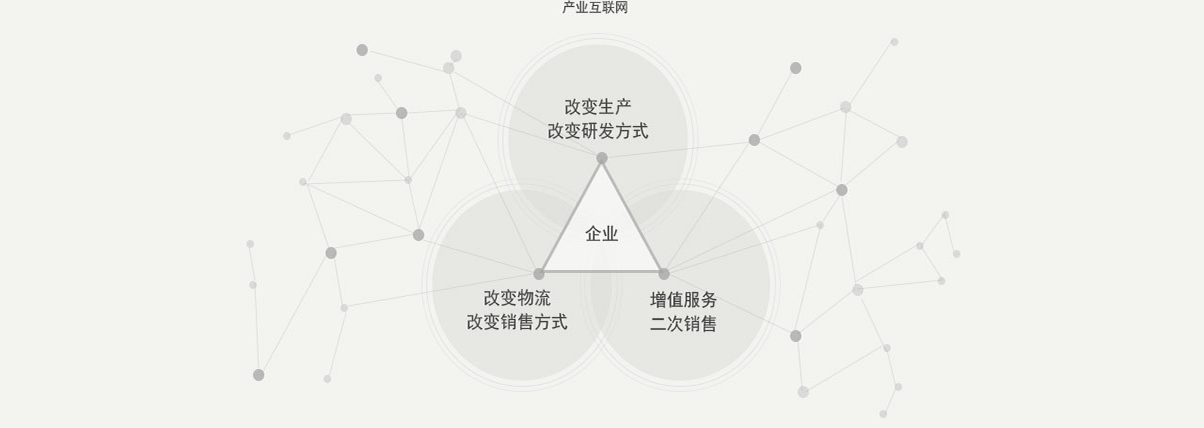 产业互联网
改变生产
改变研发方式
企业
改变物流
改变销售方式
增值服务
二次销售